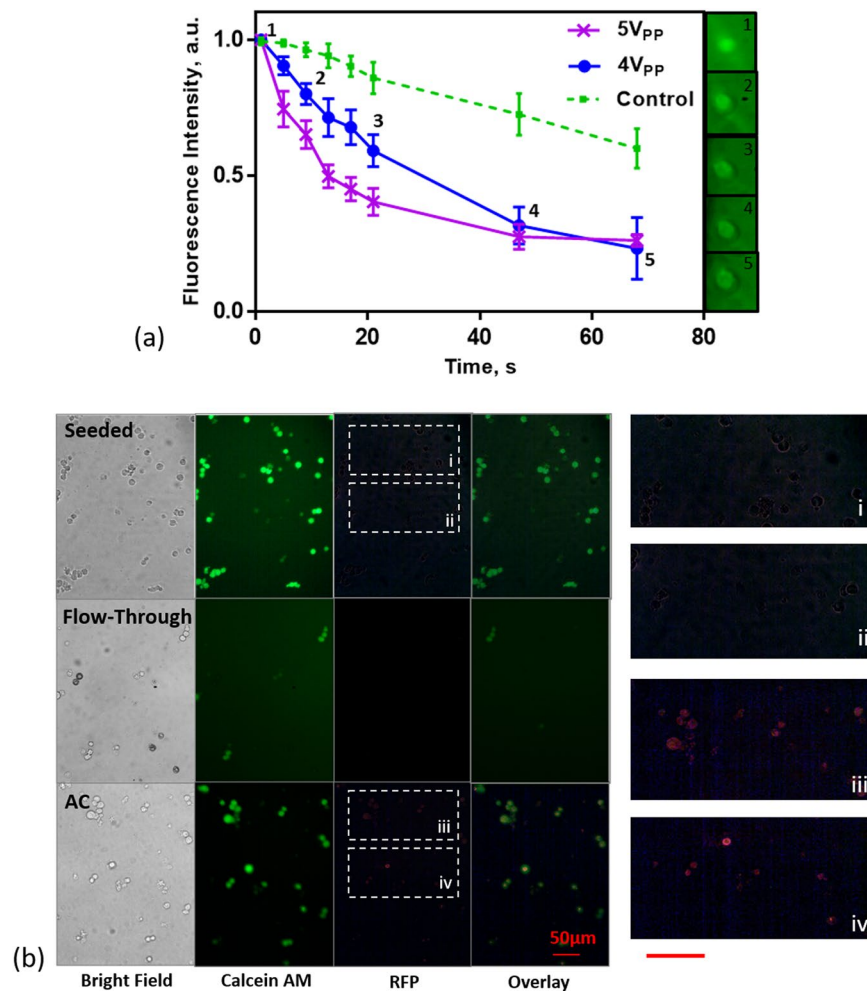 1.0
0.5
0.0
0
20
40
60
80
Fluorescence Intensity, a.u.
Time, s
5VPP
4VPP
Control
1
2
3
4
5
1
2
3
4
5
(a)
Seeded
i
ii
Flow-Through
AC
iii
iv
50µm
Bright Field
Calcein AM
RFP
Overlay
i
ii
iii
iv
(b)